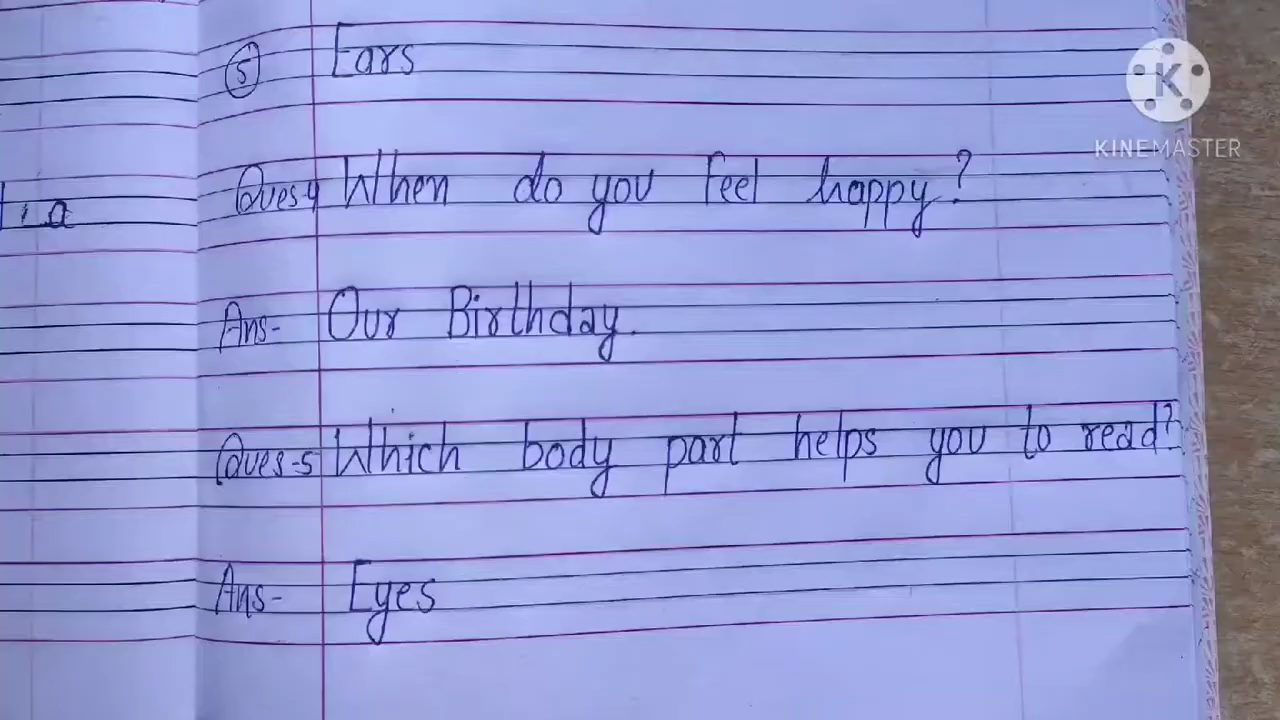 5 Ears
Ques-4 When do you feel happy?
Ans- Our Birthday.
Ques-5 Which body part helps you to read?
Ans- Eyes
a
K
KINEMASTER